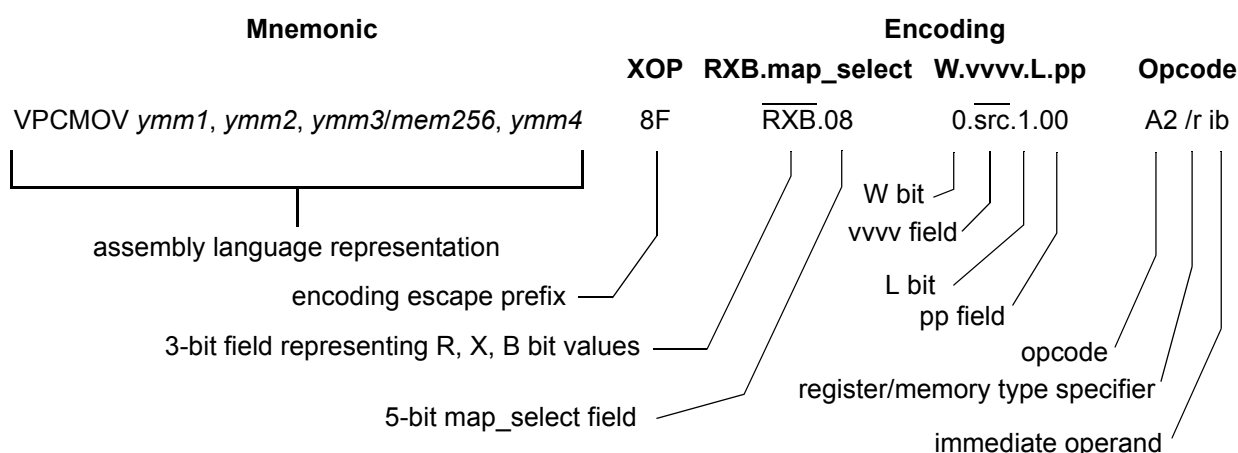 Mnemonic Encoding
XOP RXB.map_select W.vvvv.L.pp Opcode
VPCMOV ymm1, ymm2, ymm3/mem256, ymm4 8F R̅X̅B̅.08 0.s̅r̅c̅.1.00 A2 /r ib
W bit
vvvv field
assembly language representation
L bit
encoding escape prefix
pp field
3-bit field representing R, X, B bit values
opcode
register/memory type specifier
5-bit map_select field
immediate operand